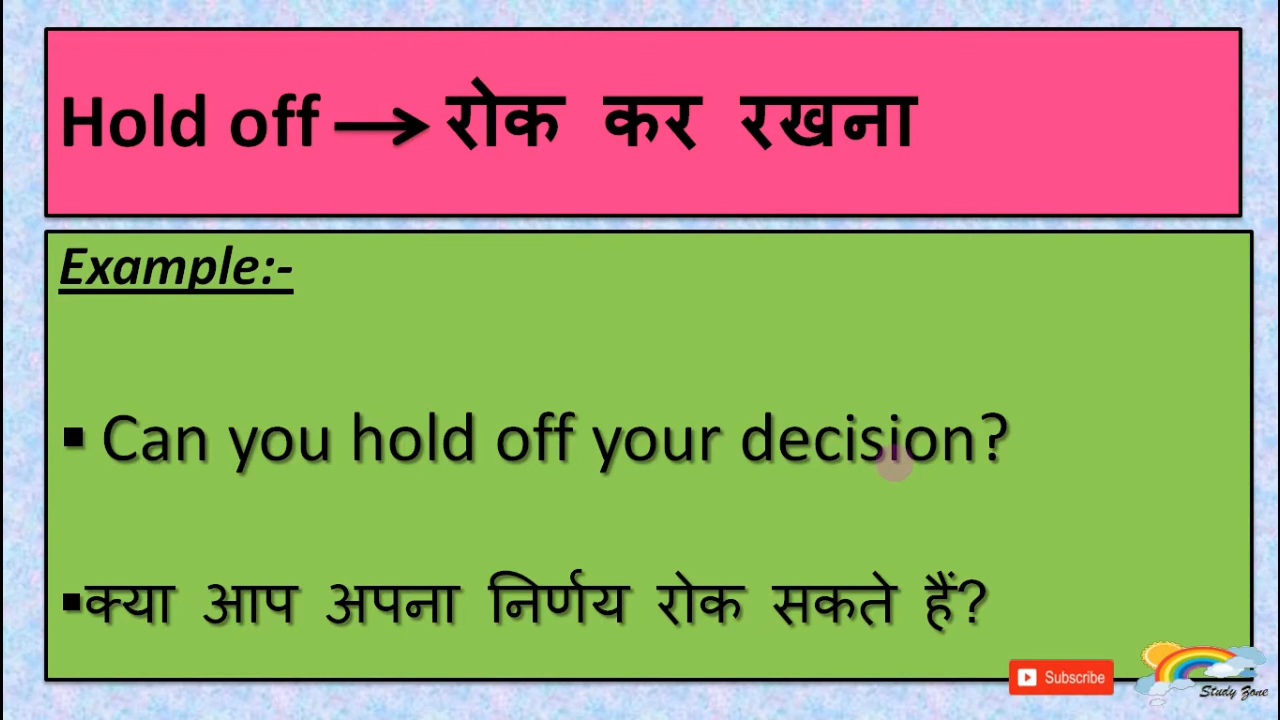 Hold off → रोक कर रखना
Example:-
▪ Can you hold off your decision?
▪क्या आप अपना निर्णय रोक सकते हैं?
Subscribe
Study Zone